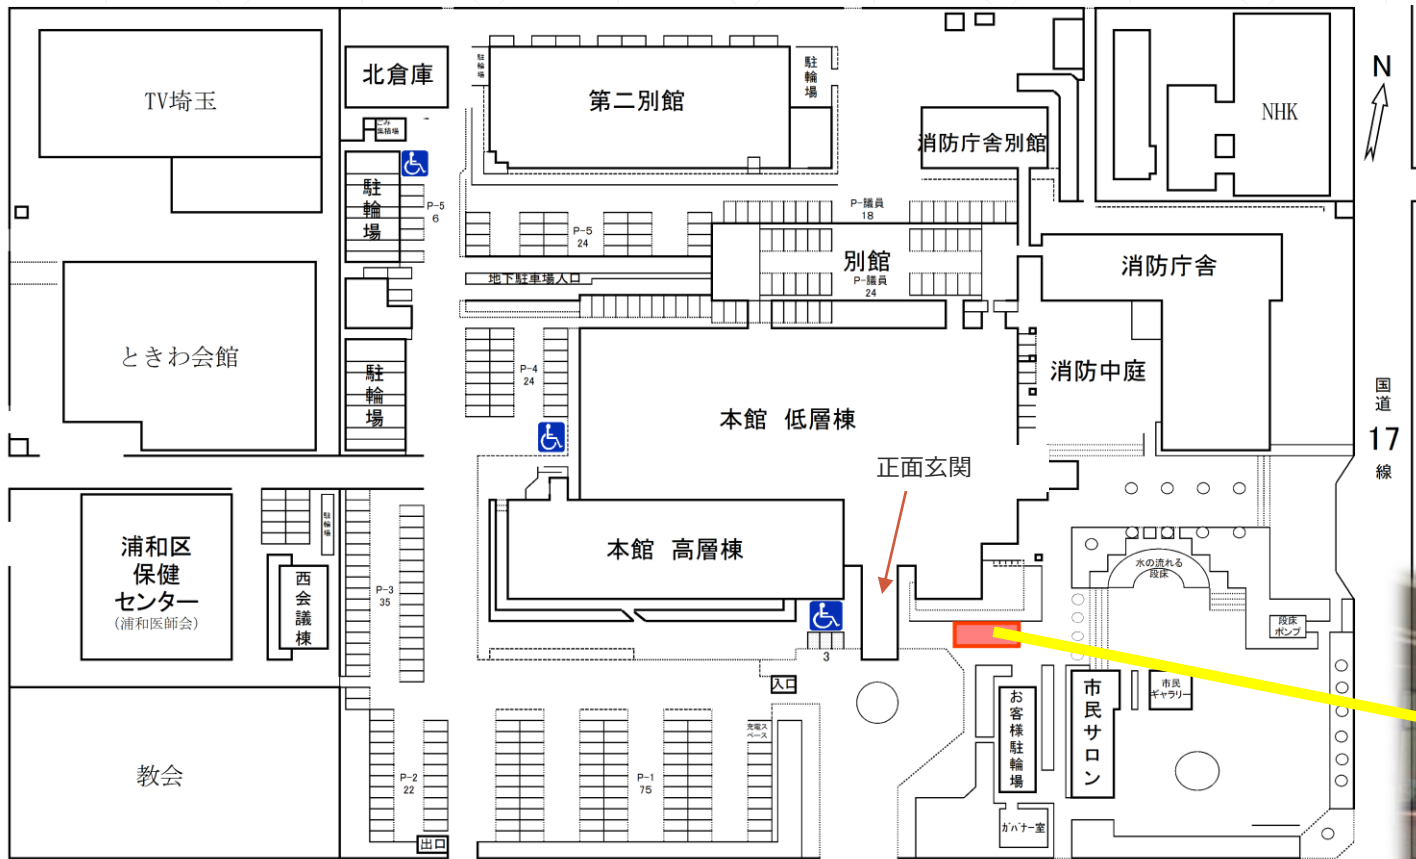 TV埼玉
北倉庫
ごみ
集積場
駐輪場
第二別館
駐輪場
消防庁舎別館
NHK
N
駐輪場
P-5
6
P-5
24
P-議員
18
別館
P-議員
24
地下駐車場入口
消防庁舎
ときわ会館
駐輪場
P-4
24
本館 低層棟
消防中庭
国道
17
線
正面玄関
浦和区
保健
センター
(浦和医師会)
駐輪場
西会議棟
P-3
35
本館 高層棟
水の流れる
段床
段床
ポンプ
3
入口
お客様駐輪場
市民サロン
市民
ギャラリー
教会
P-2
22
P-1
75
充電ス
ペース
出口
ガバナー室